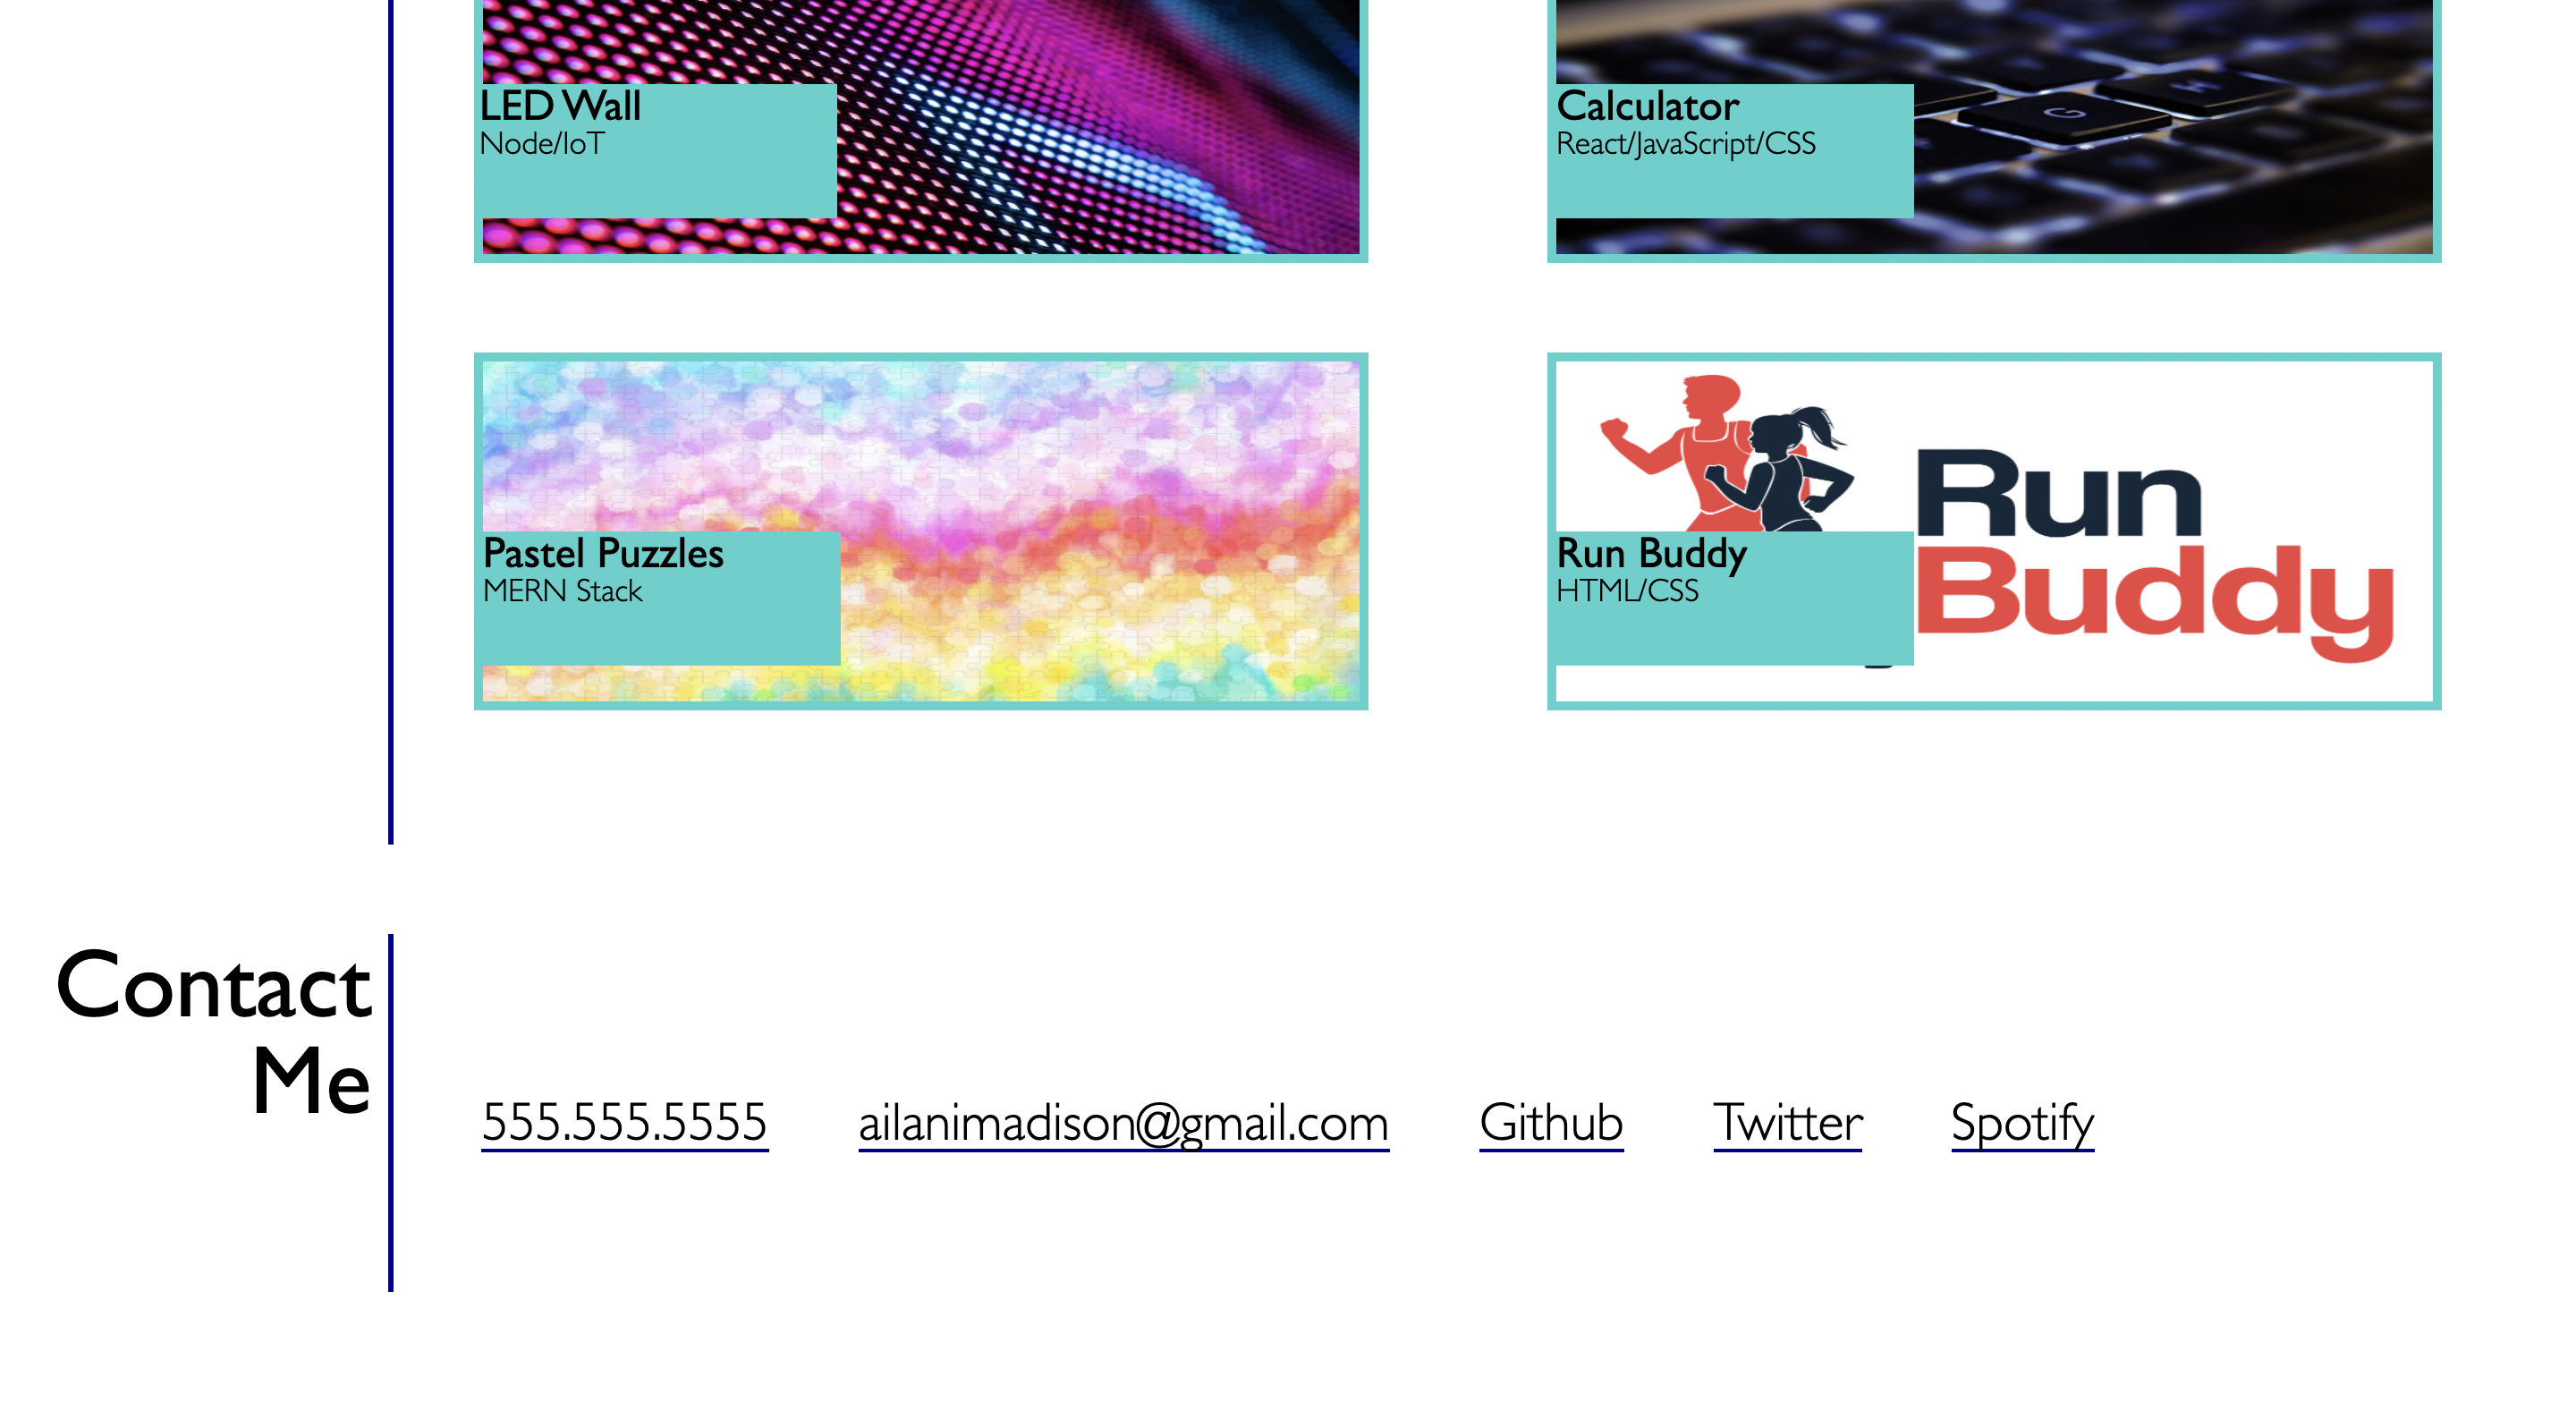 LED Wall
Node/IoT
Calculator
React/JavaScript/CSS
G
H
Run
Buddy
Pastel Puzzles
MERN Stack
Run Buddy
HTML/CSS
Contact
Me
555.555.5555
ailanimadison@gmail.com
Github
Twitter
Spotify